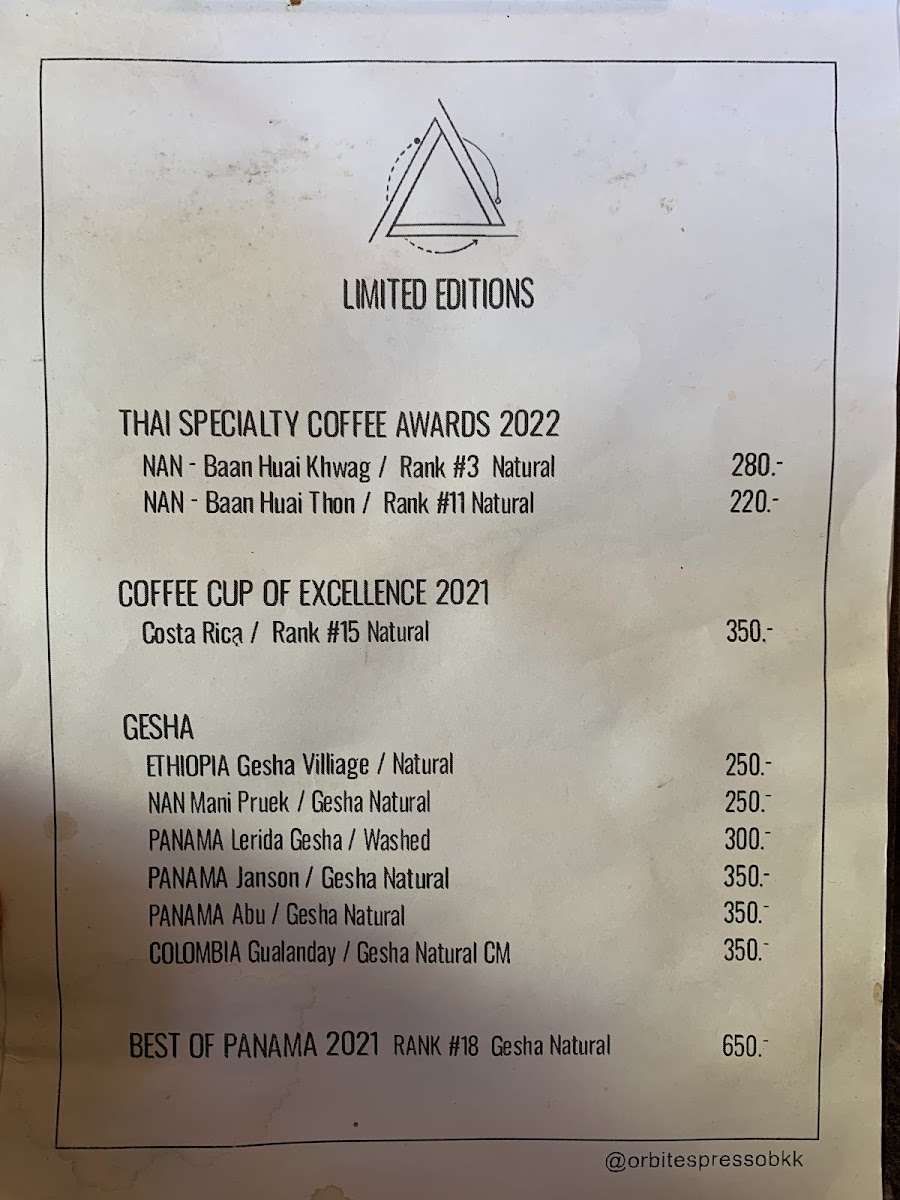 LIMITED EDITIONS
THAI SPECIALTY COFFEE AWARDS 2022
NAN - Baan Huai Khwag / Rank #3 Natural 280.-
NAN - Baan Huai Thon / Rank #11 Natural 220.-
COFFEE CUP OF EXCELLENCE 2021
Costa Rica / Rank #15 Natural 350.-
GESHA
ETHIOPIA Gesha Villiage / Natural 250.-
NAN Mani Pruek / Gesha Natural 250.-
PANAMA Lerida Gesha / Washed 300.-
PANAMA Janson / Gesha Natural 350.-
PANAMA Abu / Gesha Natural 350.-
COLOMBIA Gualanday / Gesha Natural CM 350.-
BEST OF PANAMA 2021 RANK #18 Gesha Natural 650.-
@orbitespressobkk